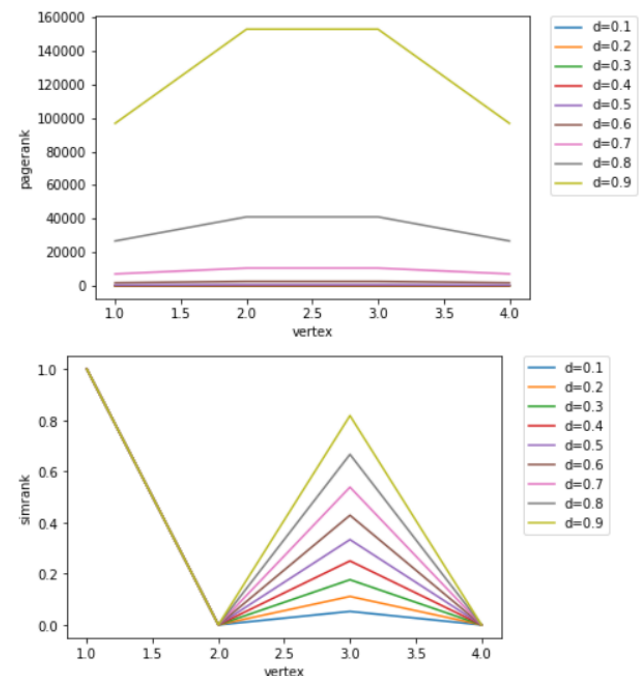 160000
140000
120000
100000
80000
60000
40000
20000
0
pagerank
1.0 1.5 2.0 2.5 3.0 3.5 4.0
vertex
d=0.1
d=0.2
d=0.3
d=0.4
d=0.5
d=0.6
d=0.7
d=0.8
d=0.9
1.0
0.8
0.6
0.4
0.2
0.0
simrank
1.0 1.5 2.0 2.5 3.0 3.5 4.0
vertex
d=0.1
d=0.2
d=0.3
d=0.4
d=0.5
d=0.6
d=0.7
d=0.8
d=0.9